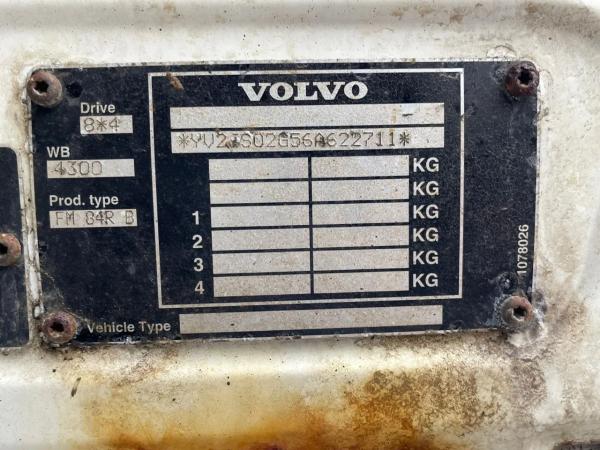 VOLVO
Drive
8*4
*YV2JS02G56A622711*
WB
4300
KG
Prod. type
KG
FM 84R B
1 KG
2 KG
3 KG
4 KG
1078026
Vehicle Type